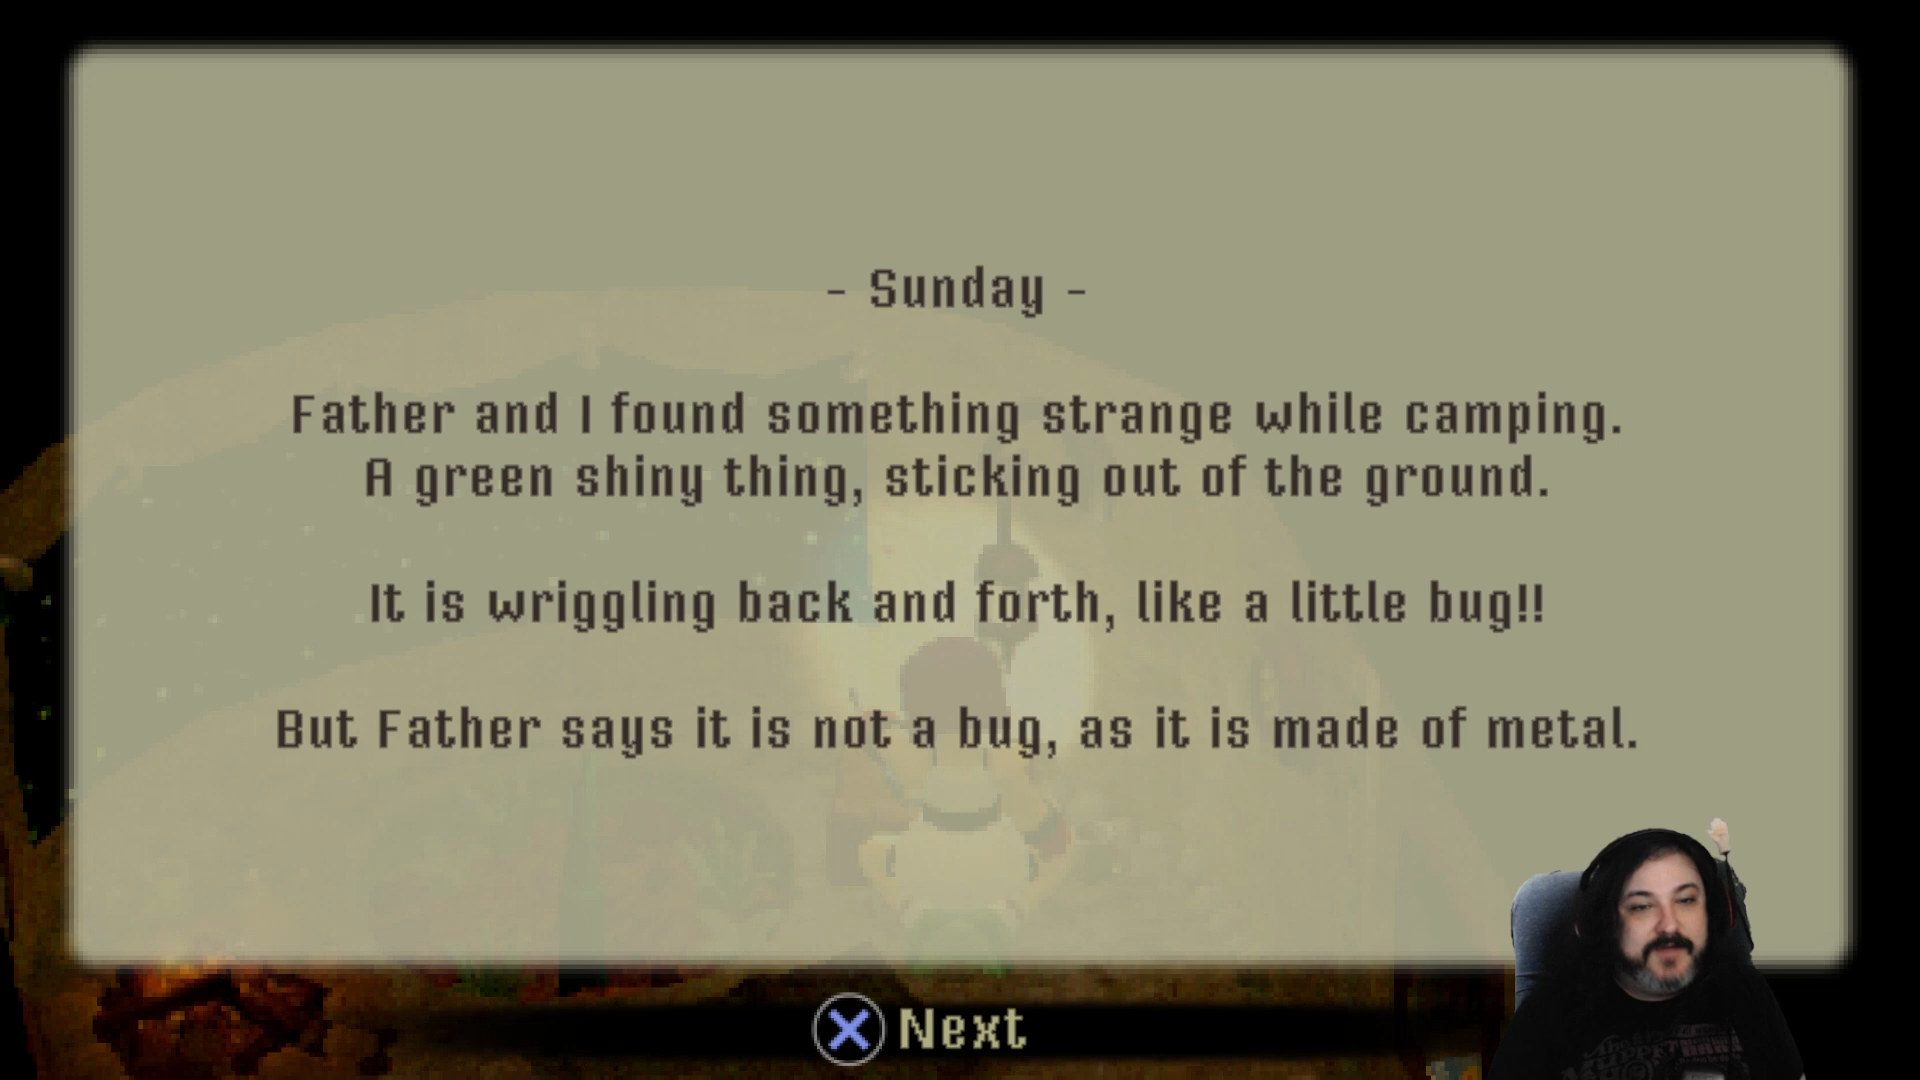 - Sunday -
Father and I found something strange while camping.
A green shiny thing, sticking out of the ground.
It is wriggling back and forth, like a little bug!!
But Father says it is not a bug, as it is made of metal.
Next